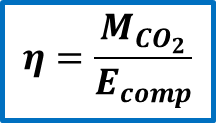 η = M_{CO_2} / E_{comp}